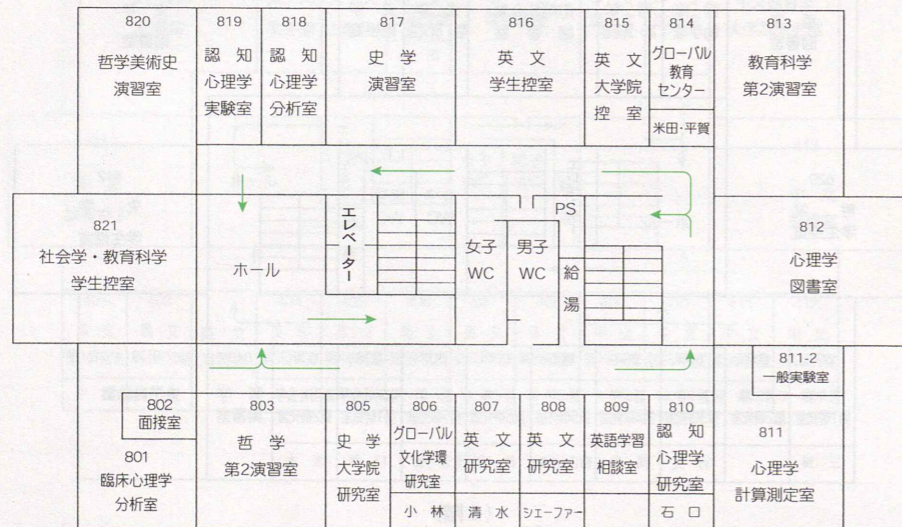 820
哲学美術史
演習室
819
認知
心理学
実験室
818
認知
心理学
分析室
817
史学
演習室
816
英文
学生控室
815
英文
大学院
控室
814
グローバル
教育
センター
米田・平賀
813
教育科学
第2演習室
821
社会学・教育科学
学生控室
ホール
エレベーター
女子
WC
男子
WC
PS
給湯
812
心理学
図書室
811-2
一般実験室
802
面接室
801
臨床心理学
分析室
803
哲学
第2演習室
805
史学
大学院
研究室
806
グローバル
文化学環
研究室
小林
807
英文
研究室
清水
808
英文
研究室
シェーファー
809
英語学習
相談室
810
認知
心理学
研究室
石口
811
心理学
計算測定室